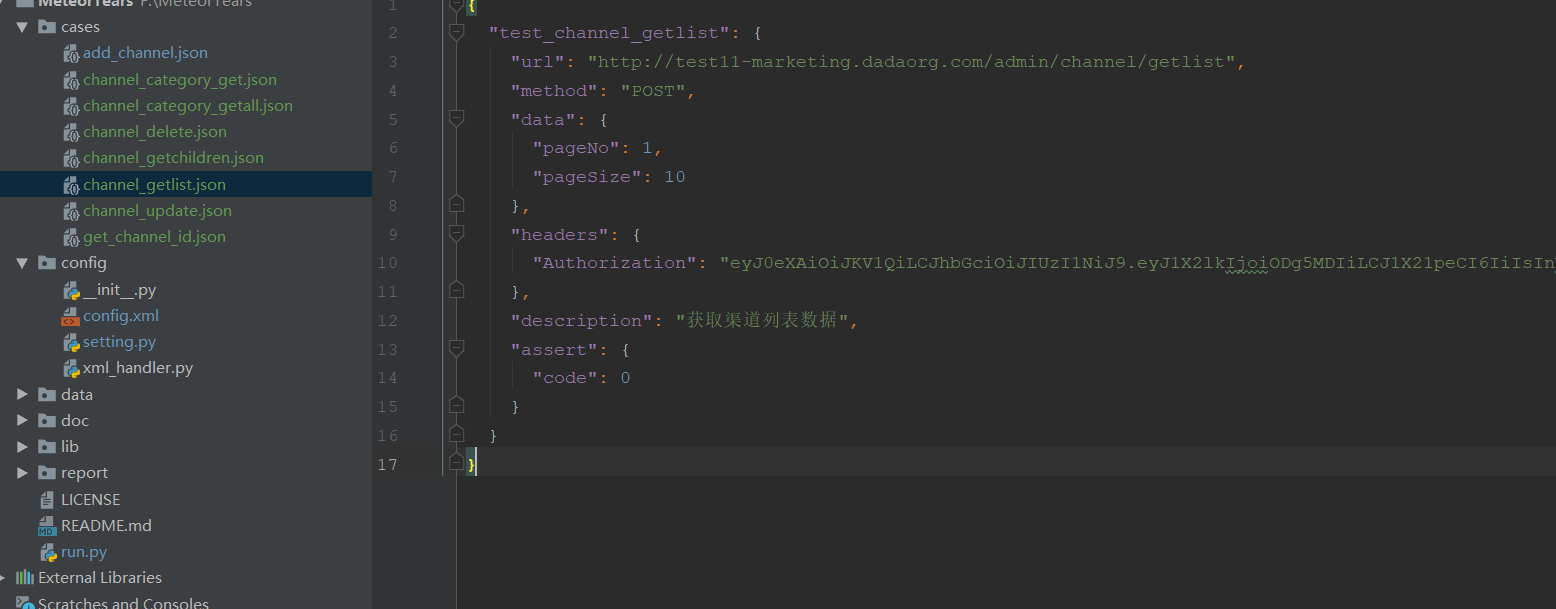 MeteorTears F:\MeteorTears
cases
add_channel.json
channel_category_get.json
channel_category_getall.json
channel_delete.json
channel_getchildren.json
channel_getlist.json
channel_update.json
get_channel_id.json
config
__init__.py
config.xml
setting.py
xml_handler.py
data
doc
lib
report
LICENSE
README.md
run.py
External Libraries
Scratches and Consoles
1 {
2 "test_channel_getlist": {
3 "url": "http://test11-marketing.dadaorg.com/admin/channel/getlist",
4 "method": "POST",
5 "data": {
6 "pageNo": 1,
7 "pageSize": 10
8 },
9 "headers": {
10 "Authorization": "eyJ0eXAiOiJKV1QiLCJhbGciOiJIUzI1NiJ9.eyJ1X2lkIjoiODg5MDIiLCJ1X21peCI6IiIsIn
11 },
12 "description": "获取渠道列表数据",
13 "assert": {
14 "code": 0
15 }
16 }
17 }